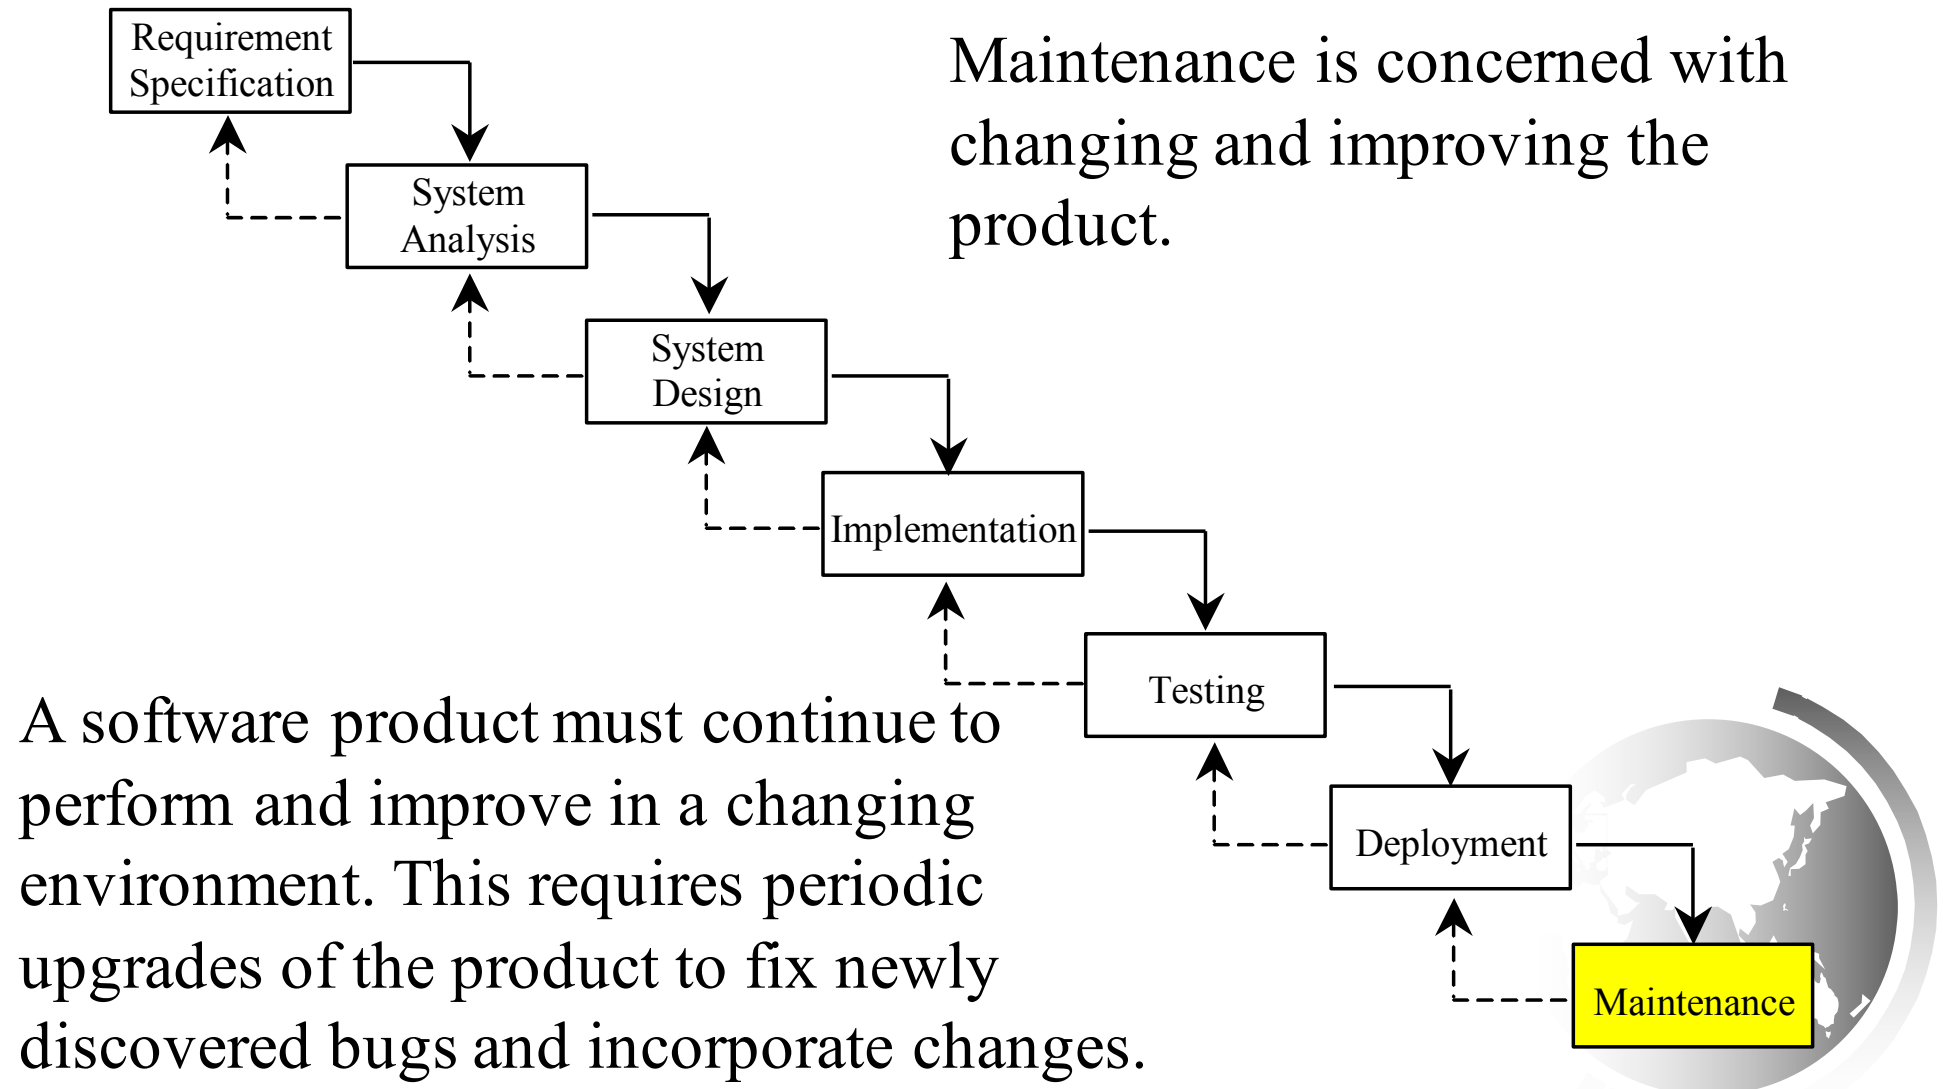 Requirement
Specification
Maintenance is concerned with
changing and improving the
product.
System
Analysis
System
Design
Implementation
Testing
Deployment
Maintenance
A software product must continue to
perform and improve in a changing
environment. This requires periodic
upgrades of the product to fix newly
discovered bugs and incorporate changes.